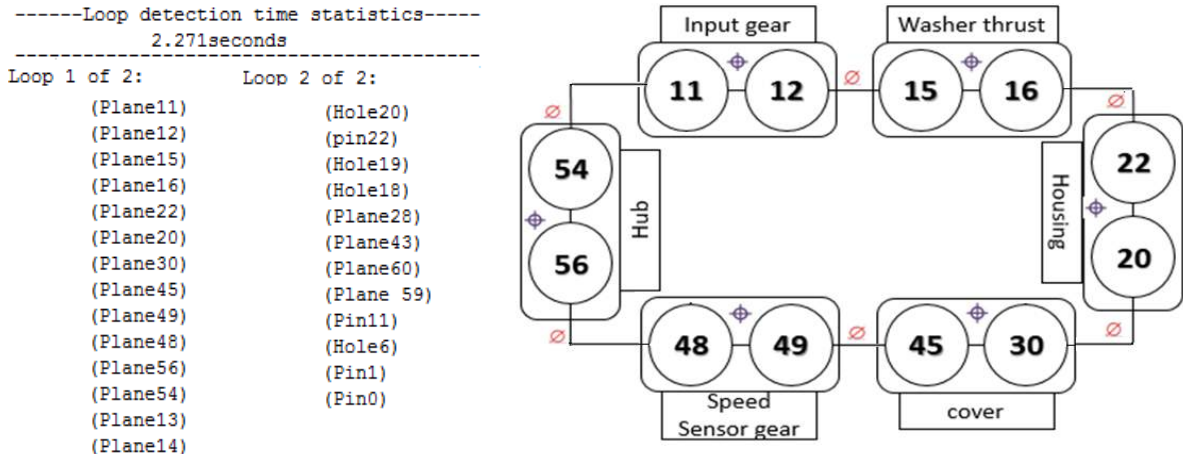 ------Loop detection time statistics-----
2.271seconds
-----------------------------------------
Loop 1 of 2:
(Plane11)
(Plane12)
(Plane15)
(Plane16)
(Plane22)
(Plane20)
(Plane30)
(Plane45)
(Plane49)
(Plane48)
(Plane56)
(Plane54)
(Plane13)
(Plane14)
Loop 2 of 2:
(Hole20)
(pin22)
(Hole19)
(Hole18)
(Plane28)
(Plane43)
(Plane60)
(Plane 59)
(Pin11)
(Hole6)
(Pin1)
(Pin0)
Input gear
11 12
∅
Washer thrust
15 16
∅
∅
54
56
Hub
Housing
22
20
∅
∅
48 49
∅
45 30
Speed
Sensor gear
cover